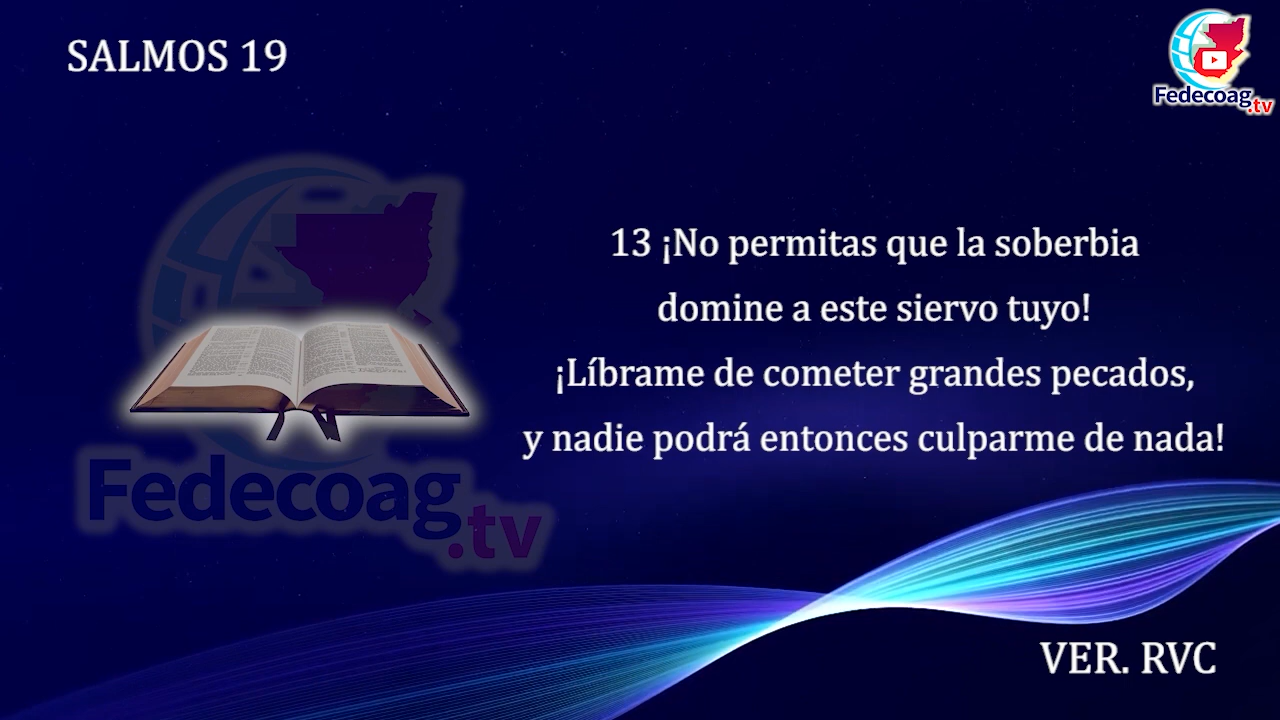 SALMOS 19
Fedecoag.tv
13 ¡No permitas que la soberbia
domine a este siervo tuyo!
¡Líbrame de cometer grandes pecados,
y nadie podrá entonces culparme de nada!
Fedecoag.tv
VER. RVC